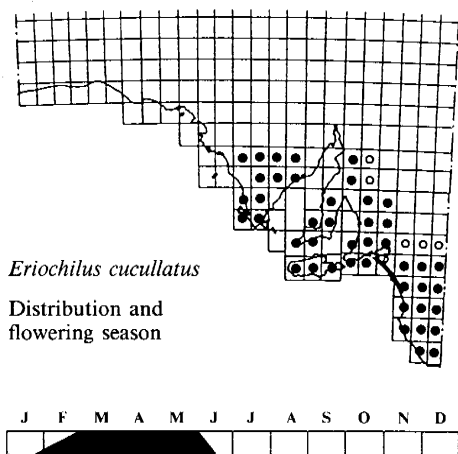 Eriochilus cucullatus
Distribution and
flowering season
J F M A M J J A S O N D